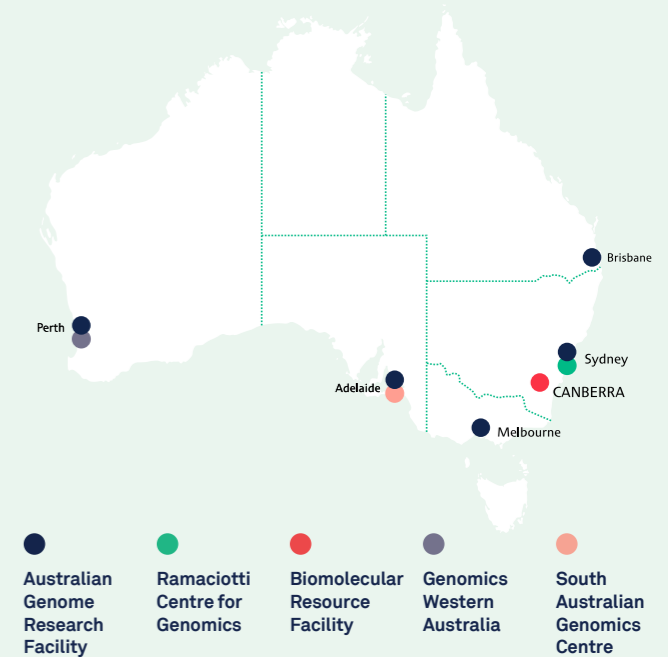 Brisbane
Perth
Sydney
Adelaide
CANBERRA
Melbourne
Australian
Genome
Research
Facility
Ramaciotti
Centre for
Genomics
Biomolecular
Resource
Facility
Genomics
Western
Australia
South
Australian
Genomics
Centre